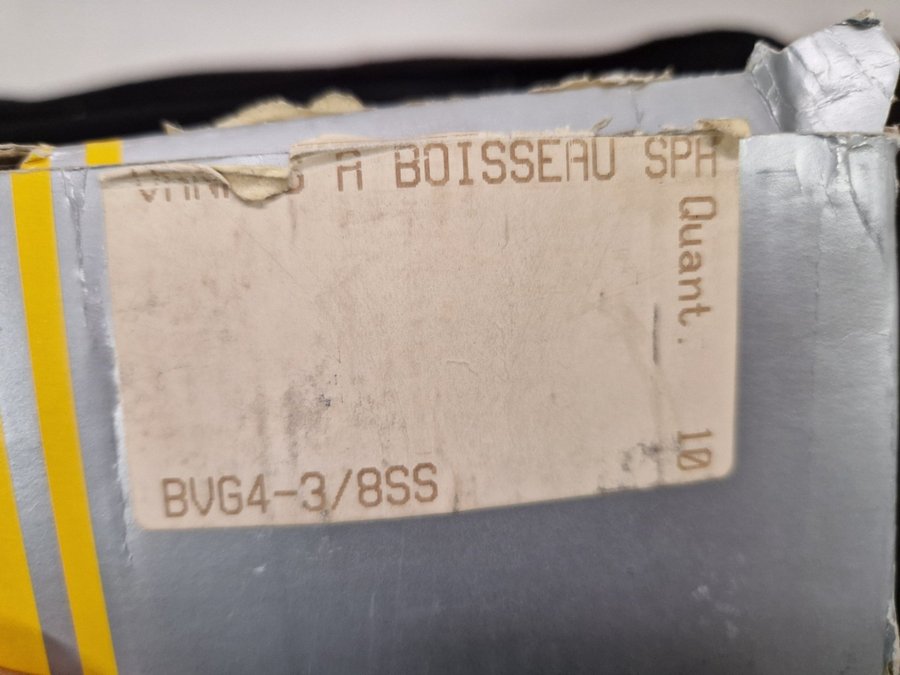 A BOISSEAU SPH
Quant. 10
BVG4-3/8SS